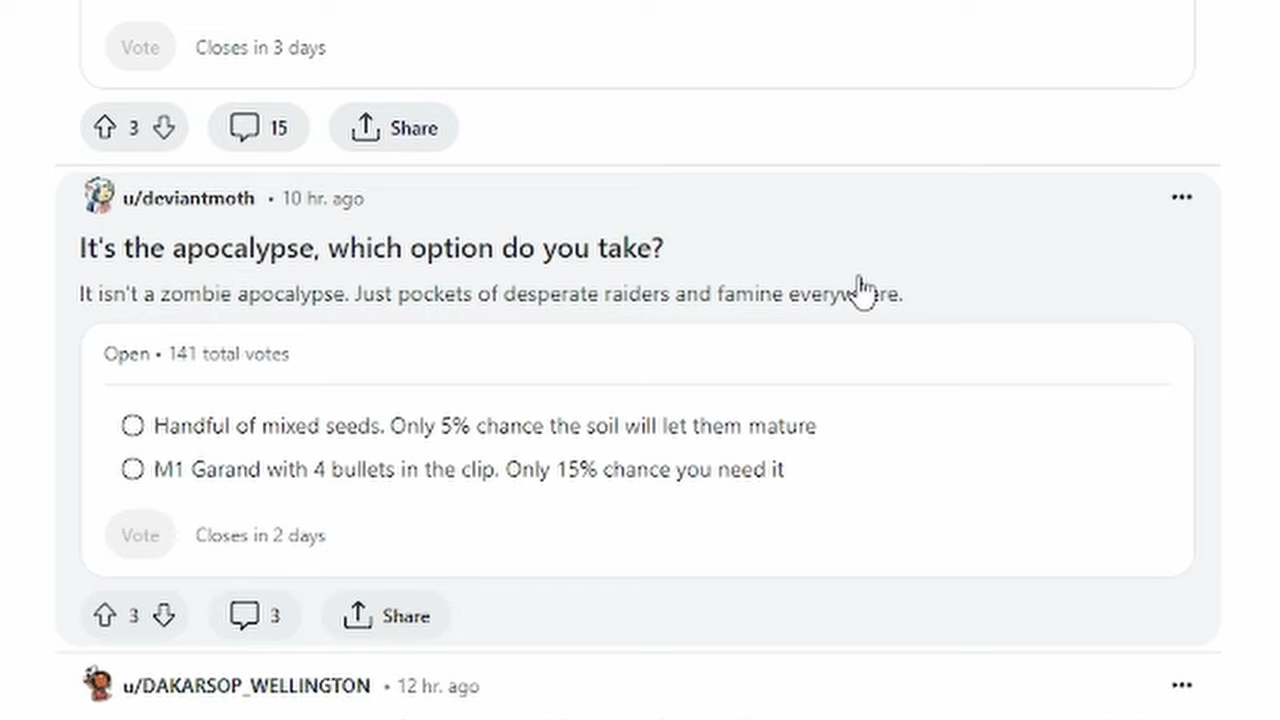 Vote Closes in 3 days
3 15 Share
u/deviantmoth • 10 hr. ago
It's the apocalypse, which option do you take?
It isn't a zombie apocalypse. Just pockets of desperate raiders and famine everywhere.
Open • 141 total votes
Handful of mixed seeds. Only 5% chance the soil will let them mature
M1 Garand with 4 bullets in the clip. Only 15% chance you need it
Vote Closes in 2 days
3 3 Share
u/DAKARSOP_WELLINGTON • 12 hr. ago